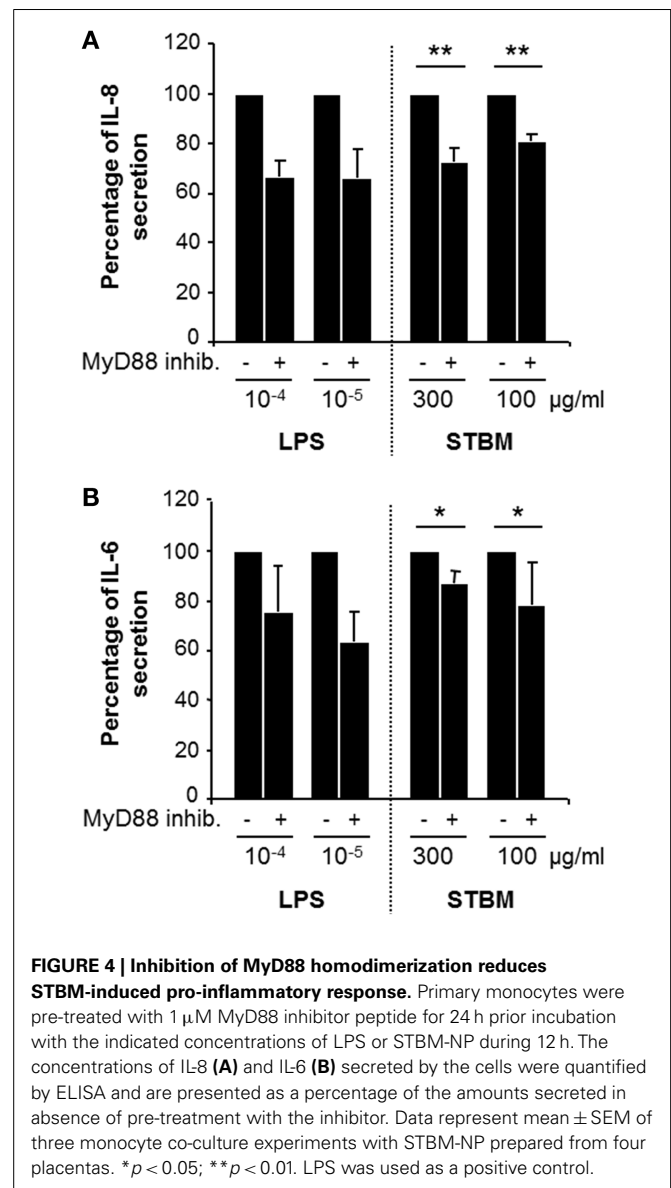 A
120
100
80
60
40
20
0
Percentage of IL-8
secretion
** **
MyD88 inhib. - + - + - + - +
10-4 10-5 300 100 µg/ml
LPS STBM
B
120
100
80
60
40
20
0
Percentage of IL-6
secretion
* *
MyD88 inhib. - + - + - + - +
10-4 10-5 300 100 µg/ml
LPS STBM
FIGURE 4 | Inhibition of MyD88 homodimerization reduces
STBM-induced pro-inflammatory response. Primary monocytes were
pre-treated with 1 µM MyD88 inhibitor peptide for 24 h prior incubation
with the indicated concentrations of LPS or STBM-NP during 12 h. The
concentrations of IL-8 (A) and IL-6 (B) secreted by the cells were quantified
by ELISA and are presented as a percentage of the amounts secreted in
absence of pre-treatment with the inhibitor. Data represent mean ± SEM of
three monocyte co-culture experiments with STBM-NP prepared from four
placentas. *p < 0.05; **p < 0.01. LPS was used as a positive control.